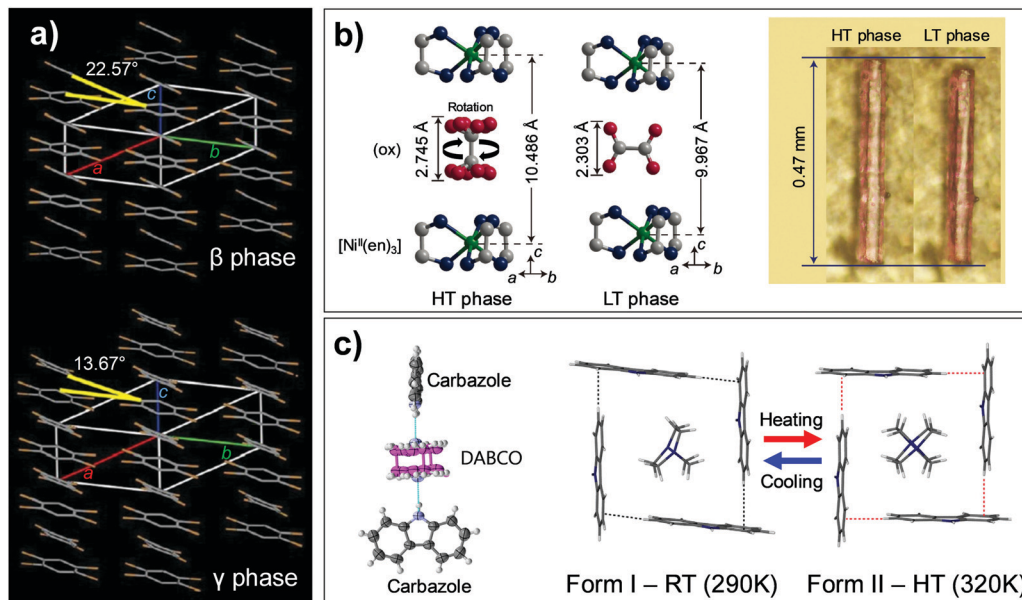 a)
22.57°
c
a
b
β phase
13.67°
c
a
b
γ phase
b)
Rotation
(ox)
2.745 Å
10.486 Å
2.303 Å
9.967 Å
[Niᴵᴵ(en)₃]
c
a
b
c
a
b
HT phase
LT phase
HT phase
LT phase
0.47 mm
c)
Carbazole
DABCO
Carbazole
Heating
Cooling
Form I – RT (290K)
Form II – HT (320K)